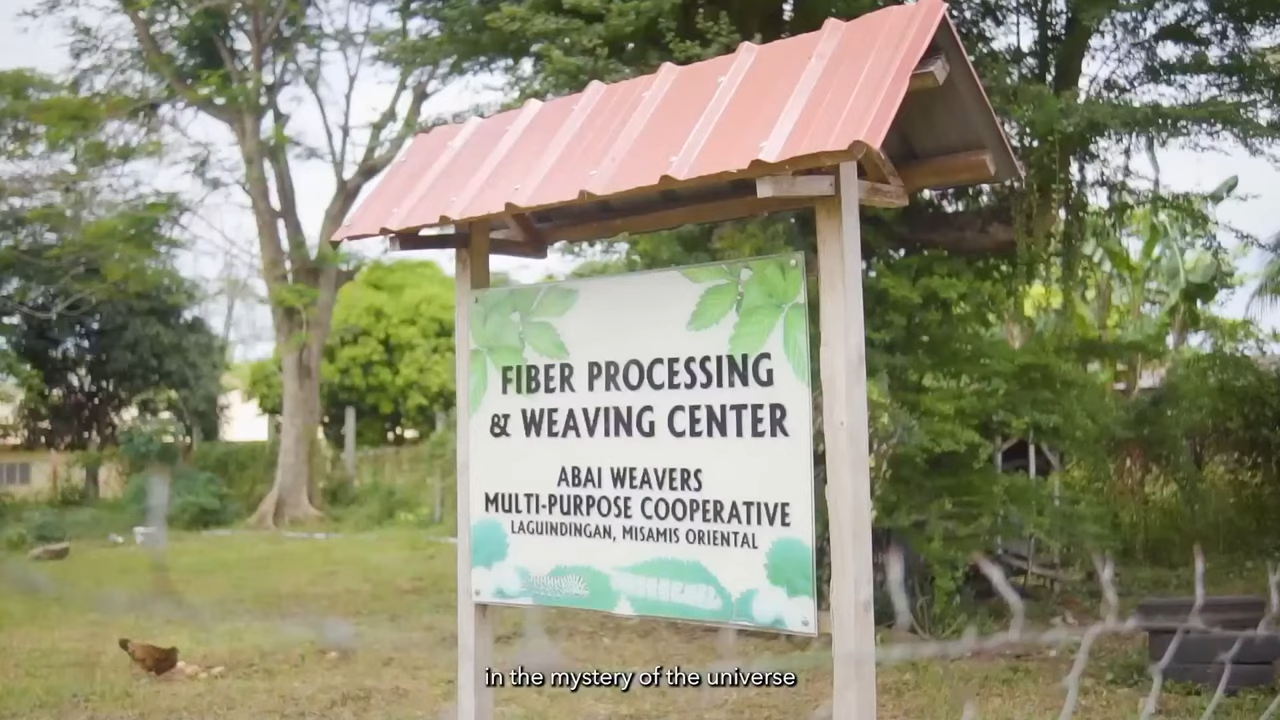 FIBER PROCESSING
& WEAVING CENTER
ABAI WEAVERS
MULTI-PURPOSE COOPERATIVE
LAGUINDINGAN, MISAMIS ORIENTAL
in the mystery of the universe